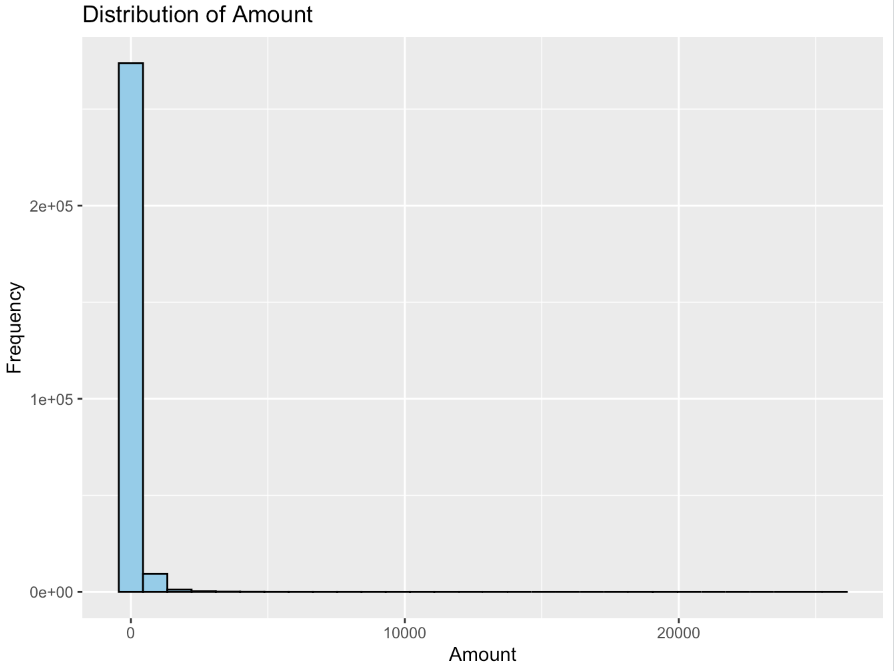 Distribution of Amount
Frequency
2e+05
1e+05
0e+00
0 10000 20000
Amount